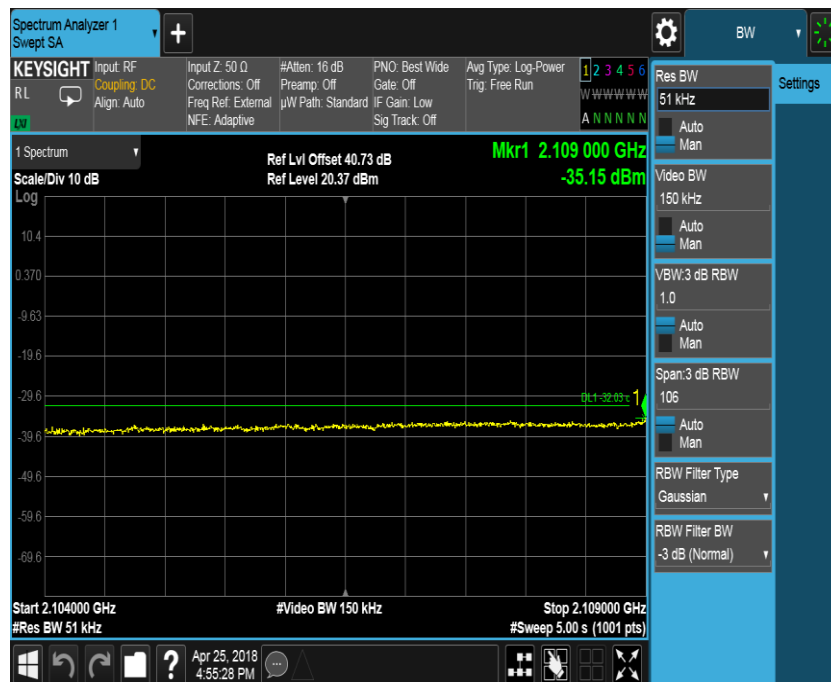 Spectrum Analyzer 1
Swept SA
BW
KEYSIGHT
RL
LXI
Input: RF
Coupling: DC
Align: Auto
Input Z: 50 Ω
Corrections: Off
Freq Ref: External
NFE: Adaptive
#Atten: 16 dB
Preamp: Off
µW Path: Standard
PNO: Best Wide
Gate: Off
IF Gain: Low
Sig Track: Off
Avg Type: Log-Power
Trig: Free Run
1 2 3 4 5 6
W W W W W W
A N N N N N
1 Spectrum
Scale/Div 10 dB
Ref Lvl Offset 40.73 dB
Ref Level 20.37 dBm
Mkr1 2.109 000 GHz
-35.15 dBm
Log
10.4
0.370
-9.63
-19.6
-29.6
-39.6
-49.6
-59.6
-69.6
1
Start 2.104000 GHz
#Res BW 51 kHz
#Video BW 150 kHz
Stop 2.109000 GHz
#Sweep 5.00 s (1001 pts)
Apr 25, 2018
4:55:28 PM
Res BW
51 kHz
Auto
Man
Video BW
150 kHz
Auto
Man
VBW:3 dB RBW
1.0
Auto
Man
Span:3 dB RBW
106
Auto
Man
RBW Filter Type
Gaussian
RBW Filter BW
-3 dB (Normal)
Settings